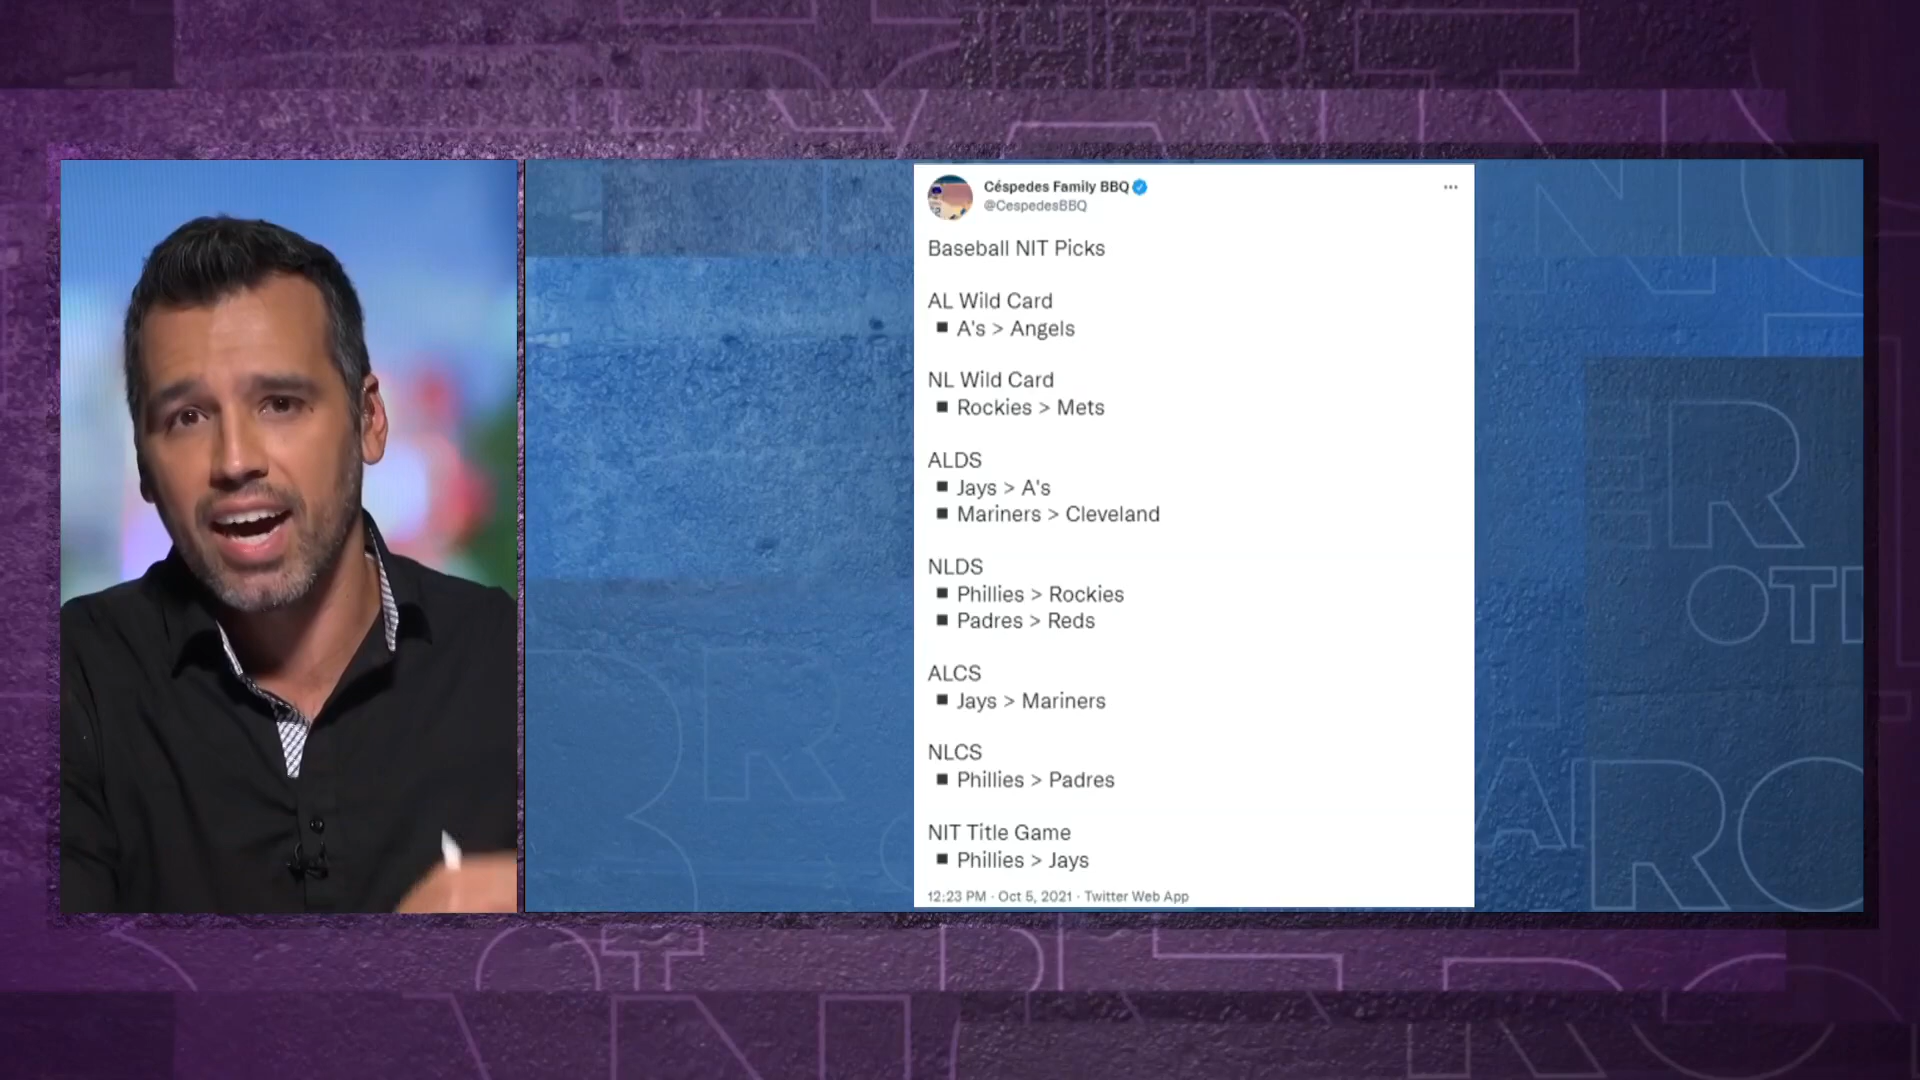 Céspedes Family BBQ
@CespedesBBQ
Baseball NIT Picks
AL Wild Card
▪ A's > Angels
NL Wild Card
▪ Rockies > Mets
ALDS
▪ Jays > A's
▪ Mariners > Cleveland
NLDS
▪ Phillies > Rockies
▪ Padres > Reds
ALCS
▪ Jays > Mariners
NLCS
▪ Phillies > Padres
NIT Title Game
▪ Phillies > Jays
12:23 PM · Oct 5, 2021 · Twitter Web App